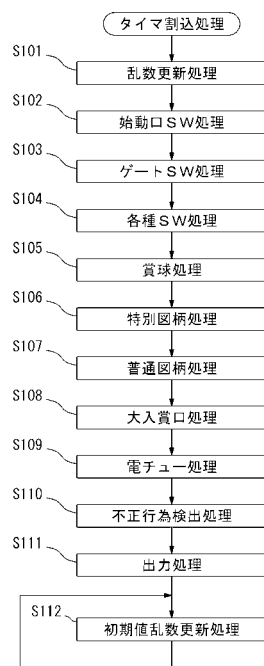 タイマ割込処理
S101
乱数更新処理
S102
始動口SW処理
S103
ゲートSW処理
S104
各種SW処理
S105
賞球処理
S106
特別図柄処理
S107
普通図柄処理
S108
大入賞口処理
S109
電チュー処理
S110
不正行為検出処理
S111
出力処理
S112
初期値乱数更新処理